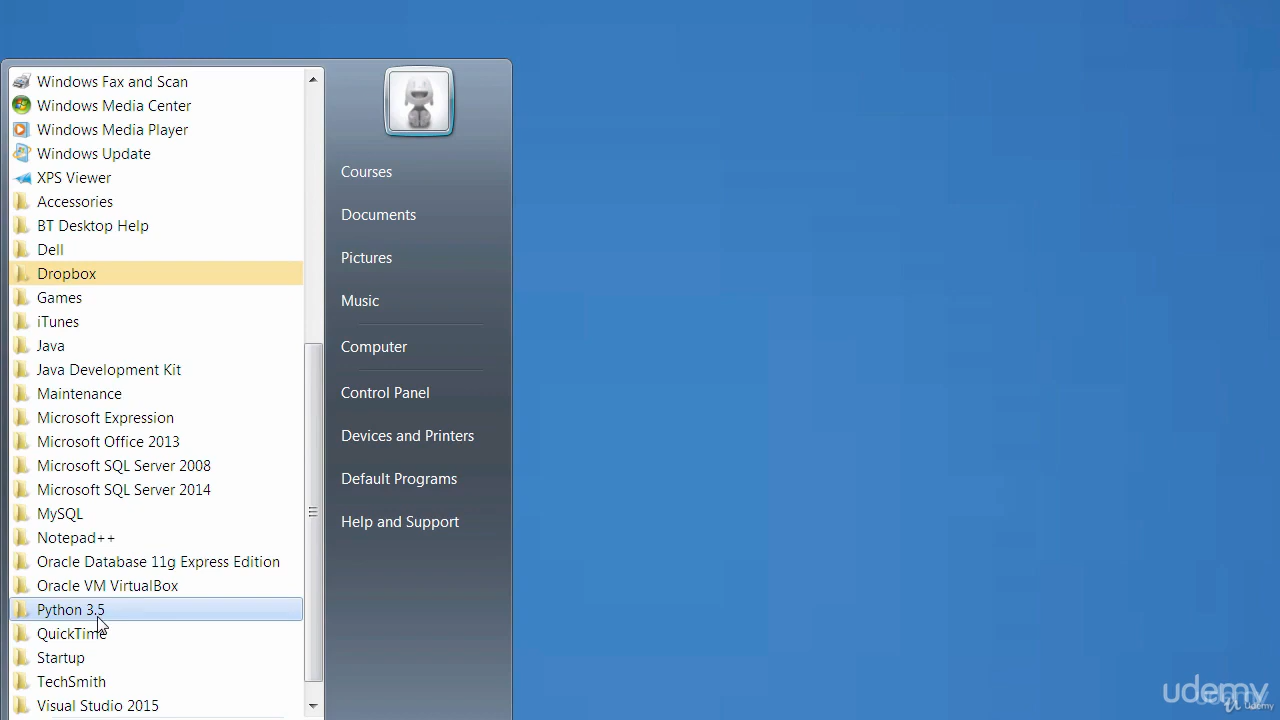 Windows Fax and Scan
Windows Media Center
Windows Media Player
Windows Update
XPS Viewer
Accessories
BT Desktop Help
Dell
Dropbox
Games
iTunes
Java
Java Development Kit
Maintenance
Microsoft Expression
Microsoft Office 2013
Microsoft SQL Server 2008
Microsoft SQL Server 2014
MySQL
Notepad++
Oracle Database 11g Express Edition
Oracle VM VirtualBox
Python 3.5
QuickTime
Startup
TechSmith
Visual Studio 2015
Courses
Documents
Pictures
Music
Computer
Control Panel
Devices and Printers
Default Programs
Help and Support
udemy
Udemy